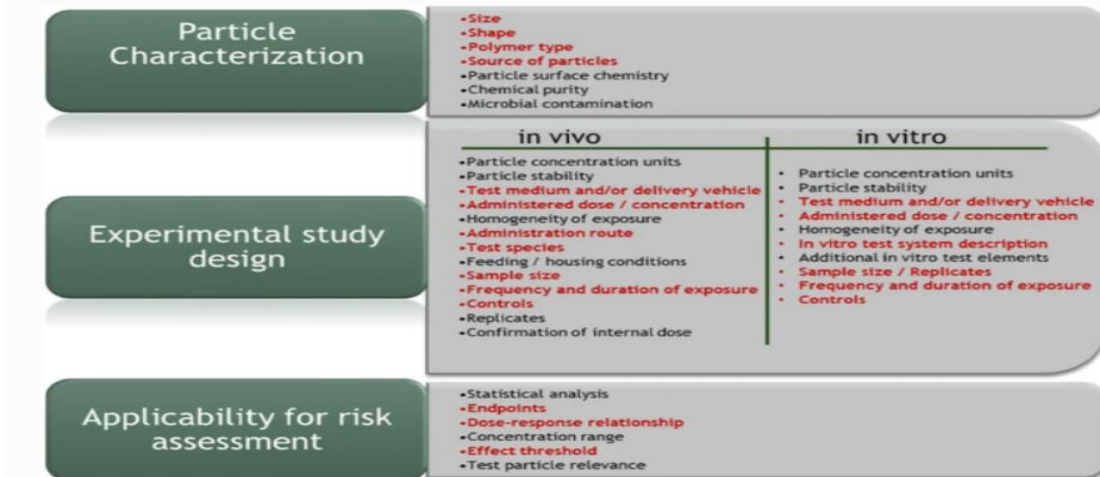 Particle
Characterization
•Size
•Shape
•Polymer type
•Source of particles
•Particle surface chemistry
•Chemical purity
•Microbial contamination
Experimental study
design
in vivo
•Particle concentration units
•Particle stability
•Test medium and/or delivery vehicle
•Administered dose / concentration
•Homogeneity of exposure
•Administration route
•Test species
•Feeding / housing conditions
•Sample size
•Frequency and duration of exposure
•Controls
•Replicates
•Confirmation of internal dose
in vitro
• Particle concentration units
• Particle stability
• Test medium and/or delivery vehicle
• Administered dose / concentration
• Homogeneity of exposure
• In vitro test system description
• Additional in vitro test elements
• Sample size / Replicates
• Frequency and duration of exposure
• Controls
Applicability for risk
assessment
•Statistical analysis
•Endpoints
•Dose-response relationship
•Concentration range
•Effect threshold
•Test particle relevance